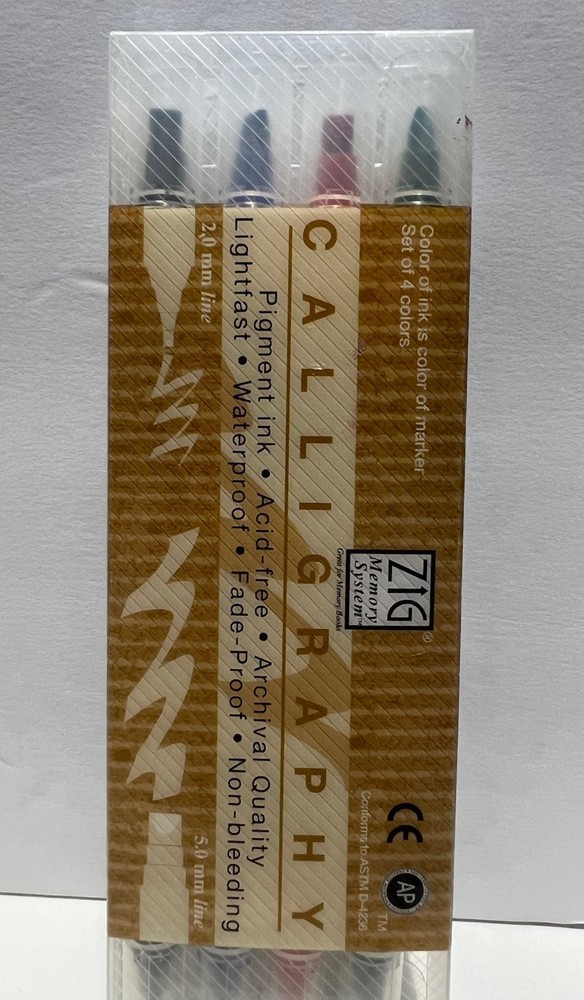 Color of ink is color of marker
Set of 4 colors
ZIG®
Memory
System™
Great for Memory Books
CE
AP
TM
Conforms to ASTM D-4236
CALLIGRAPHY
Pigment ink • Acid-free • Archival Quality
Lightfast • Waterproof • Fade-Proof • Non-bleeding
2.0 mm line
5.0 mm line